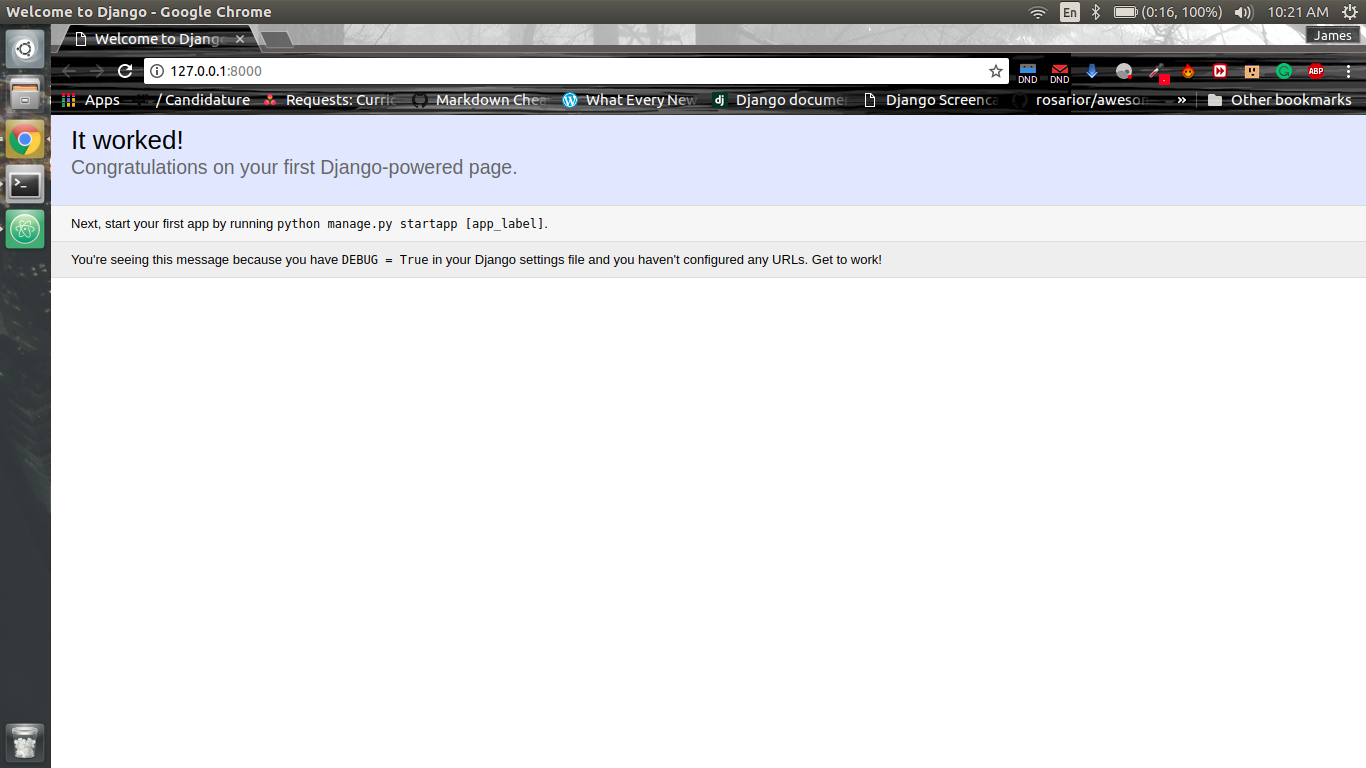 Welcome to Django - Google Chrome
En
(0:16, 100%)
10:21 AM
Welcome to Djang
James
127.0.0.1:8000
DND
DND
ABP
Apps
/ Candidature
Requests: Curric
Markdown Chea
What Every New
dj
Django documen
Django Screenca
rosarior/aweso
»
Other bookmarks
It worked!
Congratulations on your first Django-powered page.
Next, start your first app by running python manage.py startapp [app_label].
You're seeing this message because you have DEBUG = True in your Django settings file and you haven't configured any URLs. Get to work!